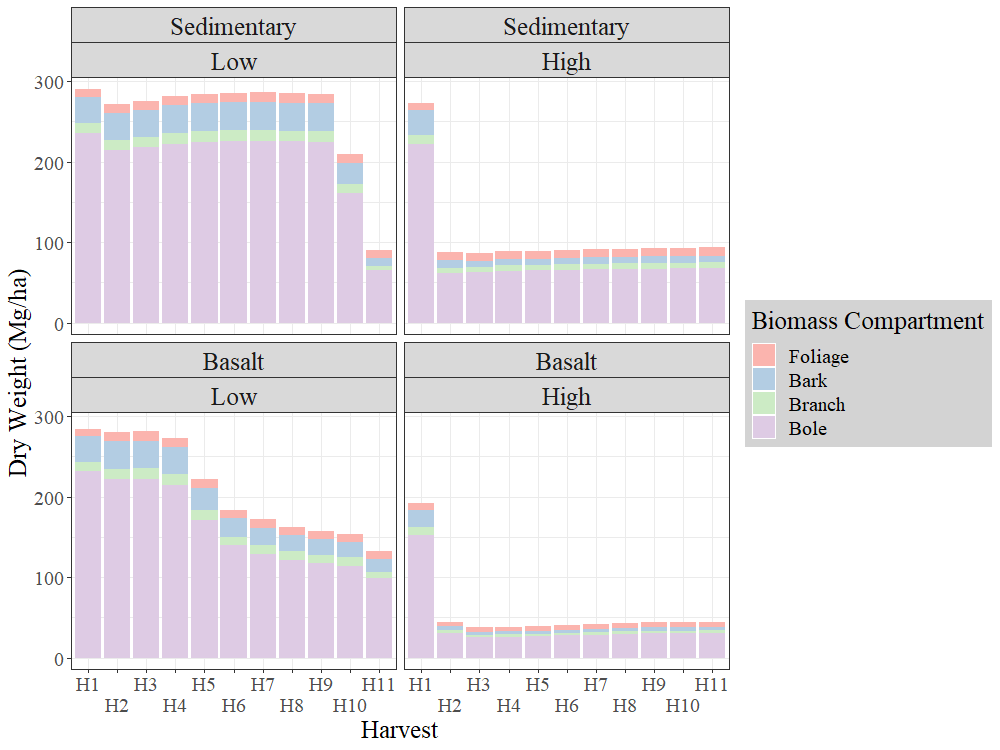 Sedimentary
Sedimentary
Low
High
300
200
100
0
Basalt
Basalt
Low
High
300
200
100
0
H1 H3 H5 H7 H9 H11
H2 H4 H6 H8 H10
H1 H3 H5 H7 H9 H11
H2 H4 H6 H8 H10
Harvest
Dry Weight (Mg/ha)
Biomass Compartment
Foliage
Bark
Branch
Bole